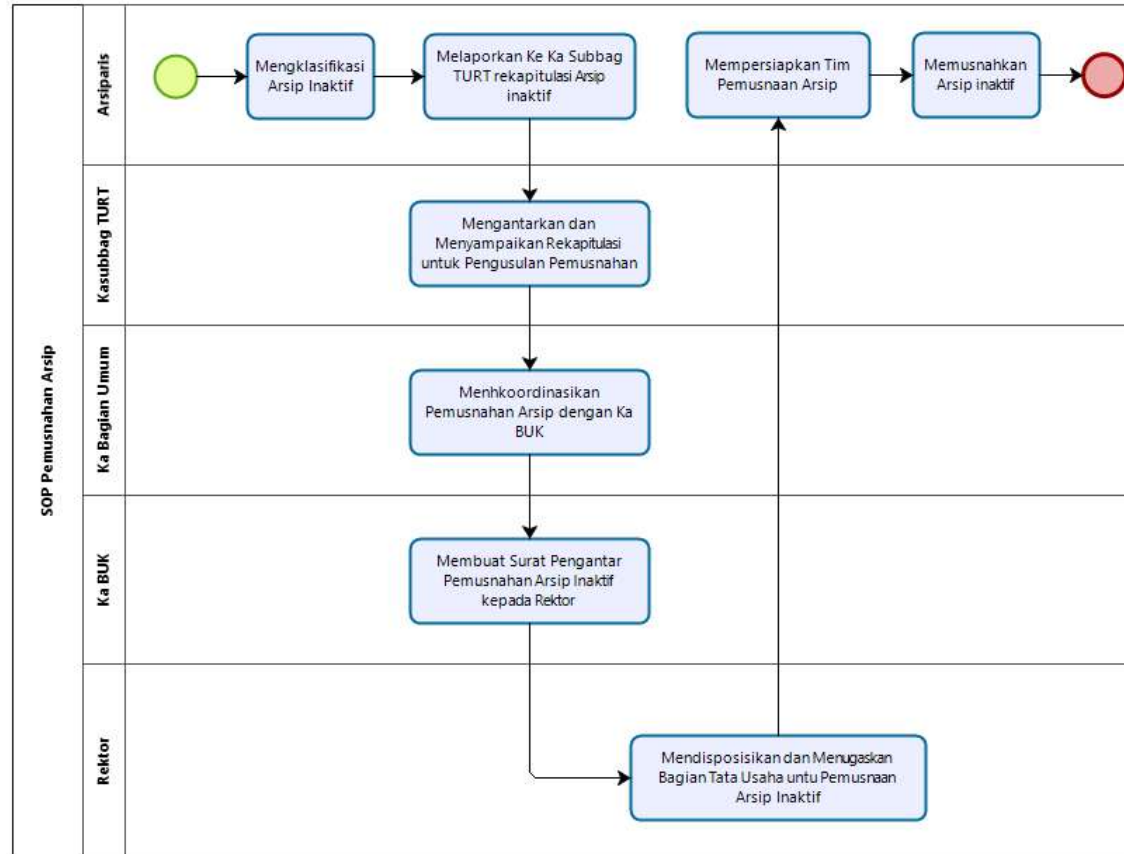 SOP Pemusnahan Arsip
Arsiparis
Mengklasifikasi
Arsip Inaktif
Melaporkan Ke Ka Subbag
TURT rekapitulasi Arsip
inaktif
Mempersiapkan Tim
Pemusnaan Arsip
Memusnahkan
Arsip inaktif
Kasubbag TURT
Mengantarkan dan
Menyampaikan Rekapitulasi
untuk Pengusulan Pemusnahan
Ka Bagian Umum
Menhkoordinasikan
Pemusnahan Arsip dengan Ka
BUK
Ka BUK
Membuat Surat Pengantar
Pemusnahan Arsip Inaktif
kepada Rektor
Rektor
Mendisposisikan dan Menugaskan
Bagian Tata Usaha untu Pemusnaan
Arsip Inaktif